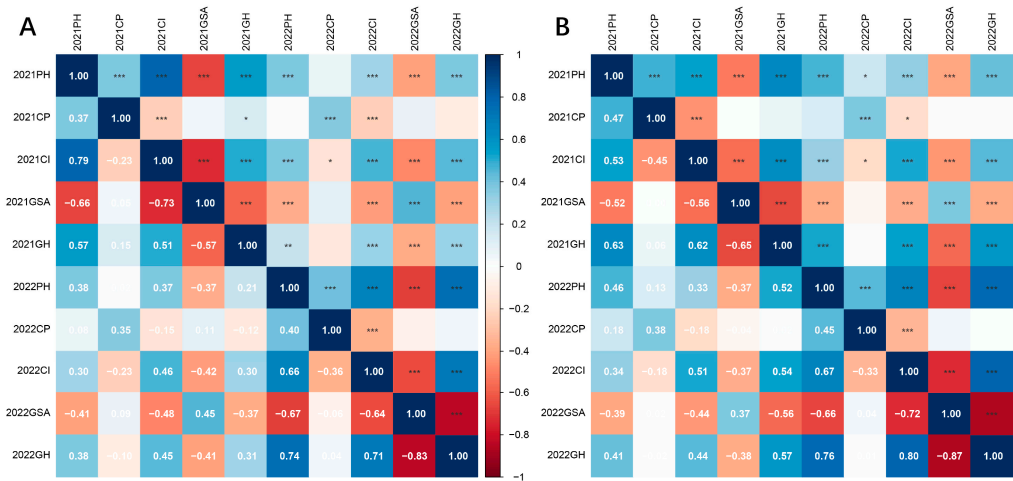 A
2021PH 2021CP 2021CI 2021GSA 2021GH 2022PH 2022CP 2022CI 2022GSA 2022GH
2021PH 1.00 *** *** *** *** *** *** *** ***
2021CP 0.37 1.00 *** * *** ***
2021CI 0.79 −0.23 1.00 *** *** *** * *** *** ***
2021GSA −0.66 −0.73 1.00 *** *** *** *** ***
2021GH 0.57 0.15 0.51 −0.57 1.00 ** *** *** ***
2022PH 0.38 0.37 −0.37 0.21 1.00 *** *** *** ***
2022CP 0.35 −0.15 0.11 −0.12 0.40 1.00 ***
2022CI 0.30 −0.23 0.46 −0.42 0.30 0.66 −0.36 1.00 *** ***
2022GSA −0.41 −0.48 0.45 −0.37 −0.67 −0.64 1.00 ***
2022GH 0.38 −0.10 0.45 −0.41 0.31 0.74 0.71 −0.83 1.00
1
0.8
0.6
0.4
0.2
0
−0.2
−0.4
−0.6
−0.8
−1
B
2021PH 2021CP 2021CI 2021GSA 2021GH 2022PH 2022CP 2022CI 2022GSA 2022GH
2021PH 1.00 *** *** *** *** *** * *** *** ***
2021CP 0.47 1.00 *** *** *
2021CI 0.53 −0.45 1.00 *** *** *** * *** *** ***
2021GSA −0.52 −0.56 1.00 *** *** *** *** ***
2021GH 0.63 0.62 −0.65 1.00 *** *** *** ***
2022PH 0.46 0.13 0.33 −0.37 0.52 1.00 *** *** *** ***
2022CP 0.18 0.38 −0.18 0.45 1.00 ***
2022CI 0.34 −0.18 0.51 −0.37 0.54 0.67 −0.33 1.00 *** ***
2022GSA −0.39 −0.44 0.37 −0.56 −0.66 −0.72 1.00 ***
2022GH 0.41 0.44 −0.38 0.57 0.76 0.80 −0.87 1.00